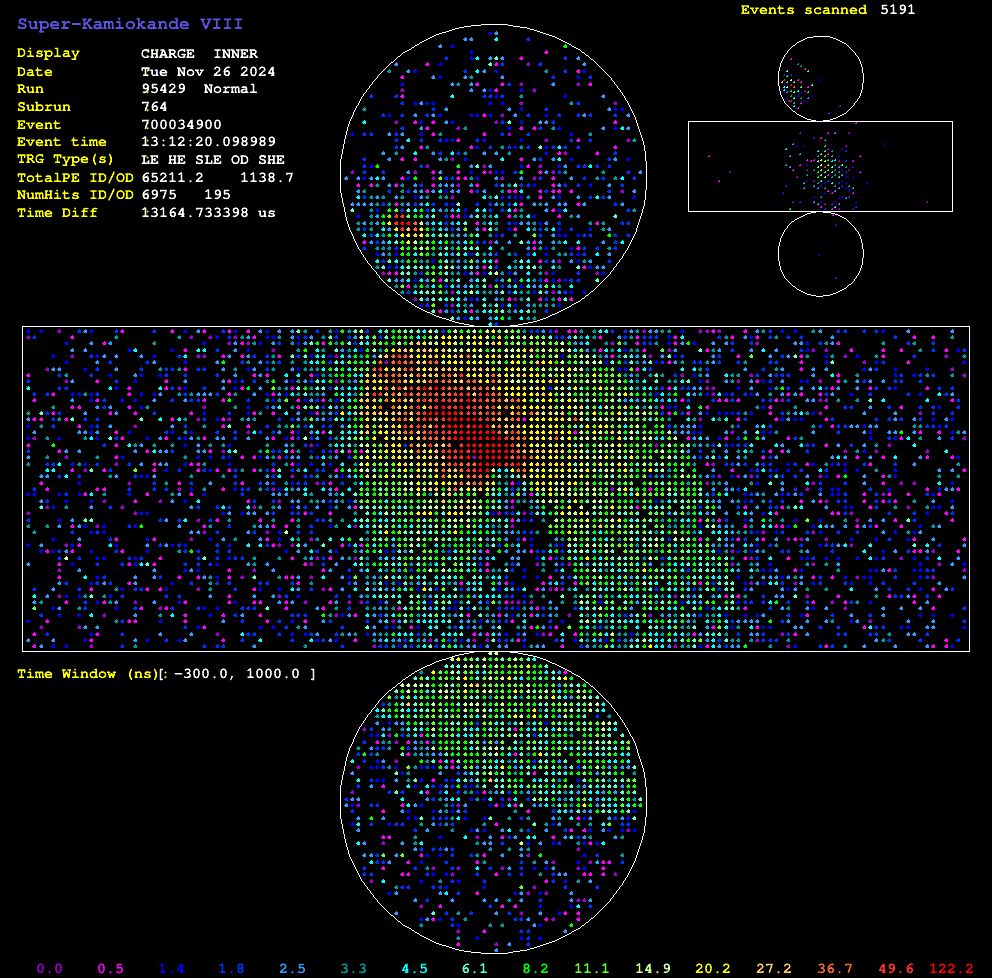 Super-Kamiokande VIII
Events scanned 5191
Display CHARGE INNER
Date Tue Nov 26 2024
Run 95429 Normal
Subrun 764
Event 700034900
Event time 13:12:20.098989
TRG Type(s) LE HE SLE OD SHE
TotalPE ID/OD 65211.2 1138.7
NumHits ID/OD 6975 195
Time Diff 13164.733398 us
Time Window (ns)[: −300.0, 1000.0 ]
0.0 0.5 1.4 1.8 2.5 3.3 4.5 6.1 8.2 11.1 14.9 20.2 27.2 36.7 49.6 122.2